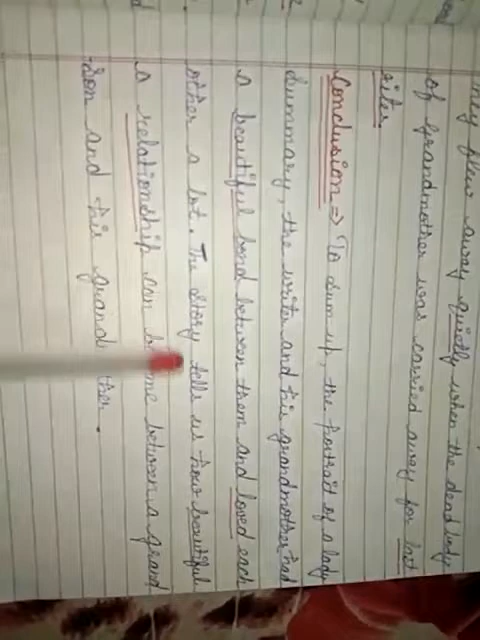 they flew away quietly when the dead body
of grandmother was carried away for last
rites
Conclusion => To sum up, the portrait of a lady
summary, the writer and his grandmother had
a beautiful bond between them and loved each
other a lot. The story tells us how beautiful
a relationship can become between a grand
son and his grand ther.